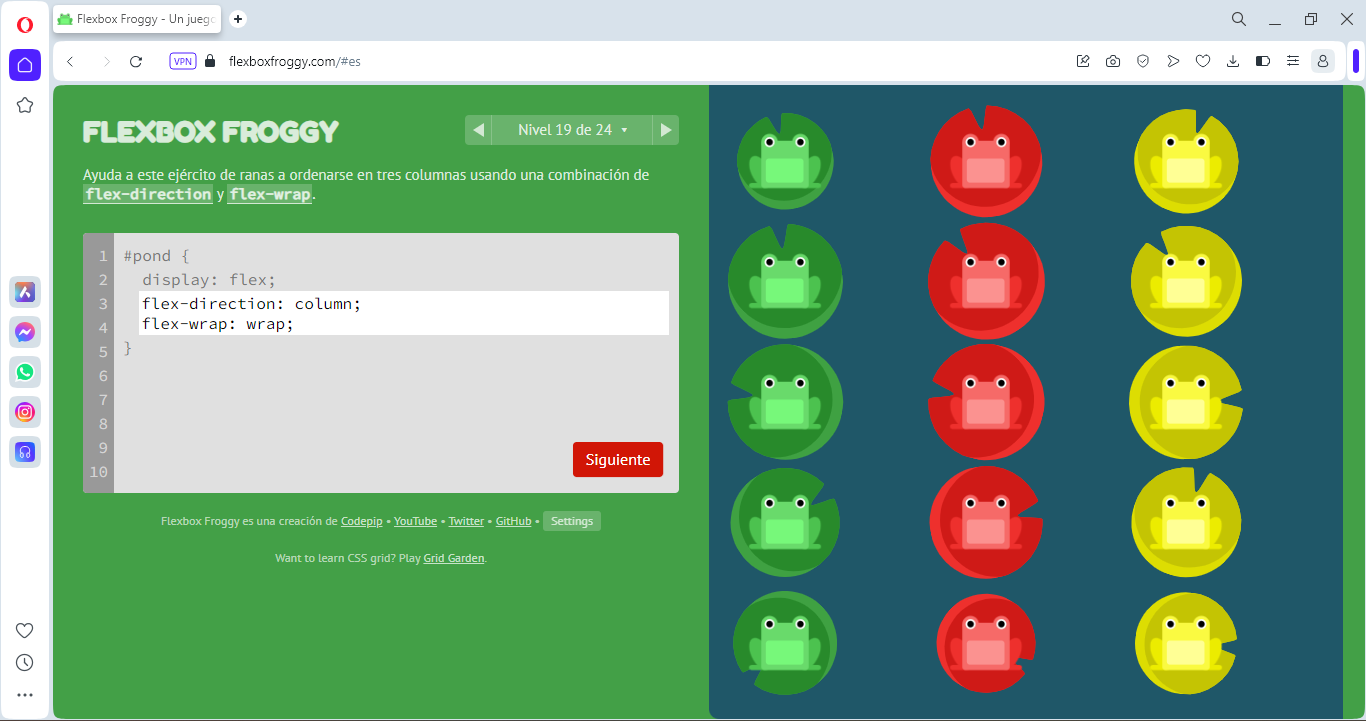 Flexbox Froggy - Un juego
VPN
flexboxfroggy.com/#es
FLEXBOX FROGGY
Nivel 19 de 24
Ayuda a este ejército de ranas a ordenarse en tres columnas usando una combinación de
flex-direction y flex-wrap.
1 #pond {
2 display: flex;
3 flex-direction: column;
4 flex-wrap: wrap;
5 }
6
7
8
9
10
Siguiente
Flexbox Froggy es una creación de Codepip • YouTube • Twitter • GitHub • Settings
Want to learn CSS grid? Play Grid Garden.